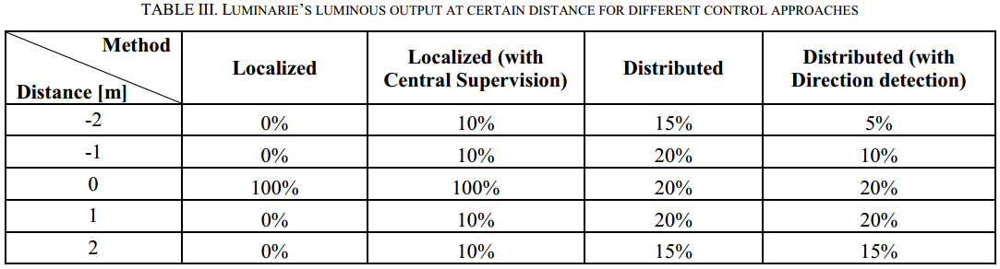 TABLE III. LUMINARIE'S LUMINOUS OUTPUT AT CERTAIN DISTANCE FOR DIFFERENT CONTROL APPROACHES
Method
Distance [m]
Localized
Localized (with
Central Supervision)
Distributed
Distributed (with
Direction detection)
-2 0% 10% 15% 5%
-1 0% 10% 20% 10%
0 100% 100% 20% 20%
1 0% 10% 20% 20%
2 0% 10% 15% 15%